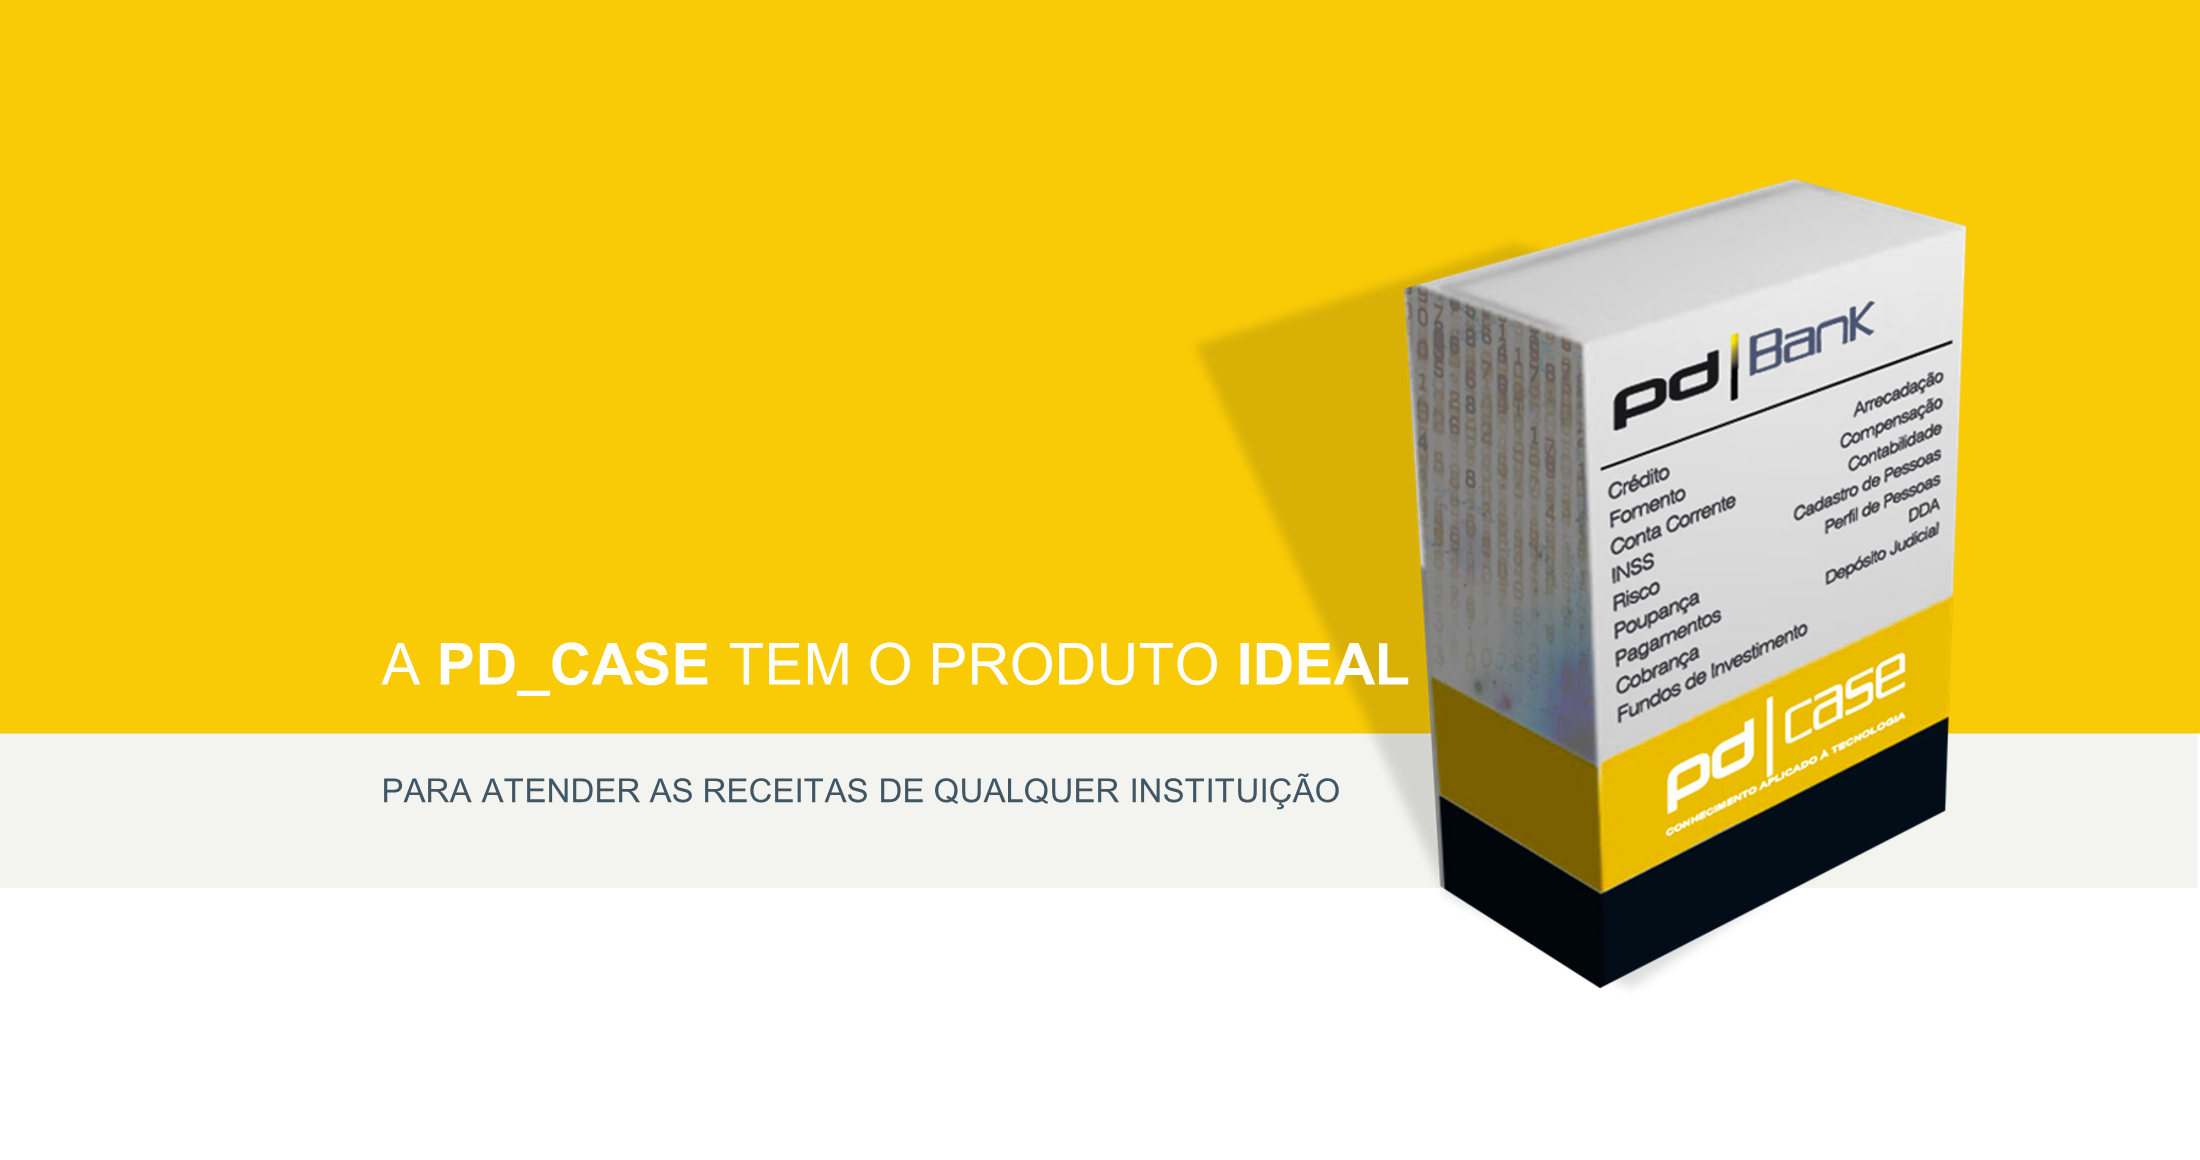 pd|Bank
Arrecadação
Compensação
Contabilidade
Cadastro de Pessoas
Perfil de Pessoas
DDA
Depósito Judicial
Crédito
Fomento
Conta Corrente
INSS
Risco
Poupança
Pagamentos
Cobrança
Fundos de Investimento
pd|case
CONHECIMENTO APLICADO À TECNOLOGIA
A PD_CASE TEM O PRODUTO IDEAL
PARA ATENDER AS RECEITAS DE QUALQUER INSTITUIÇÃO